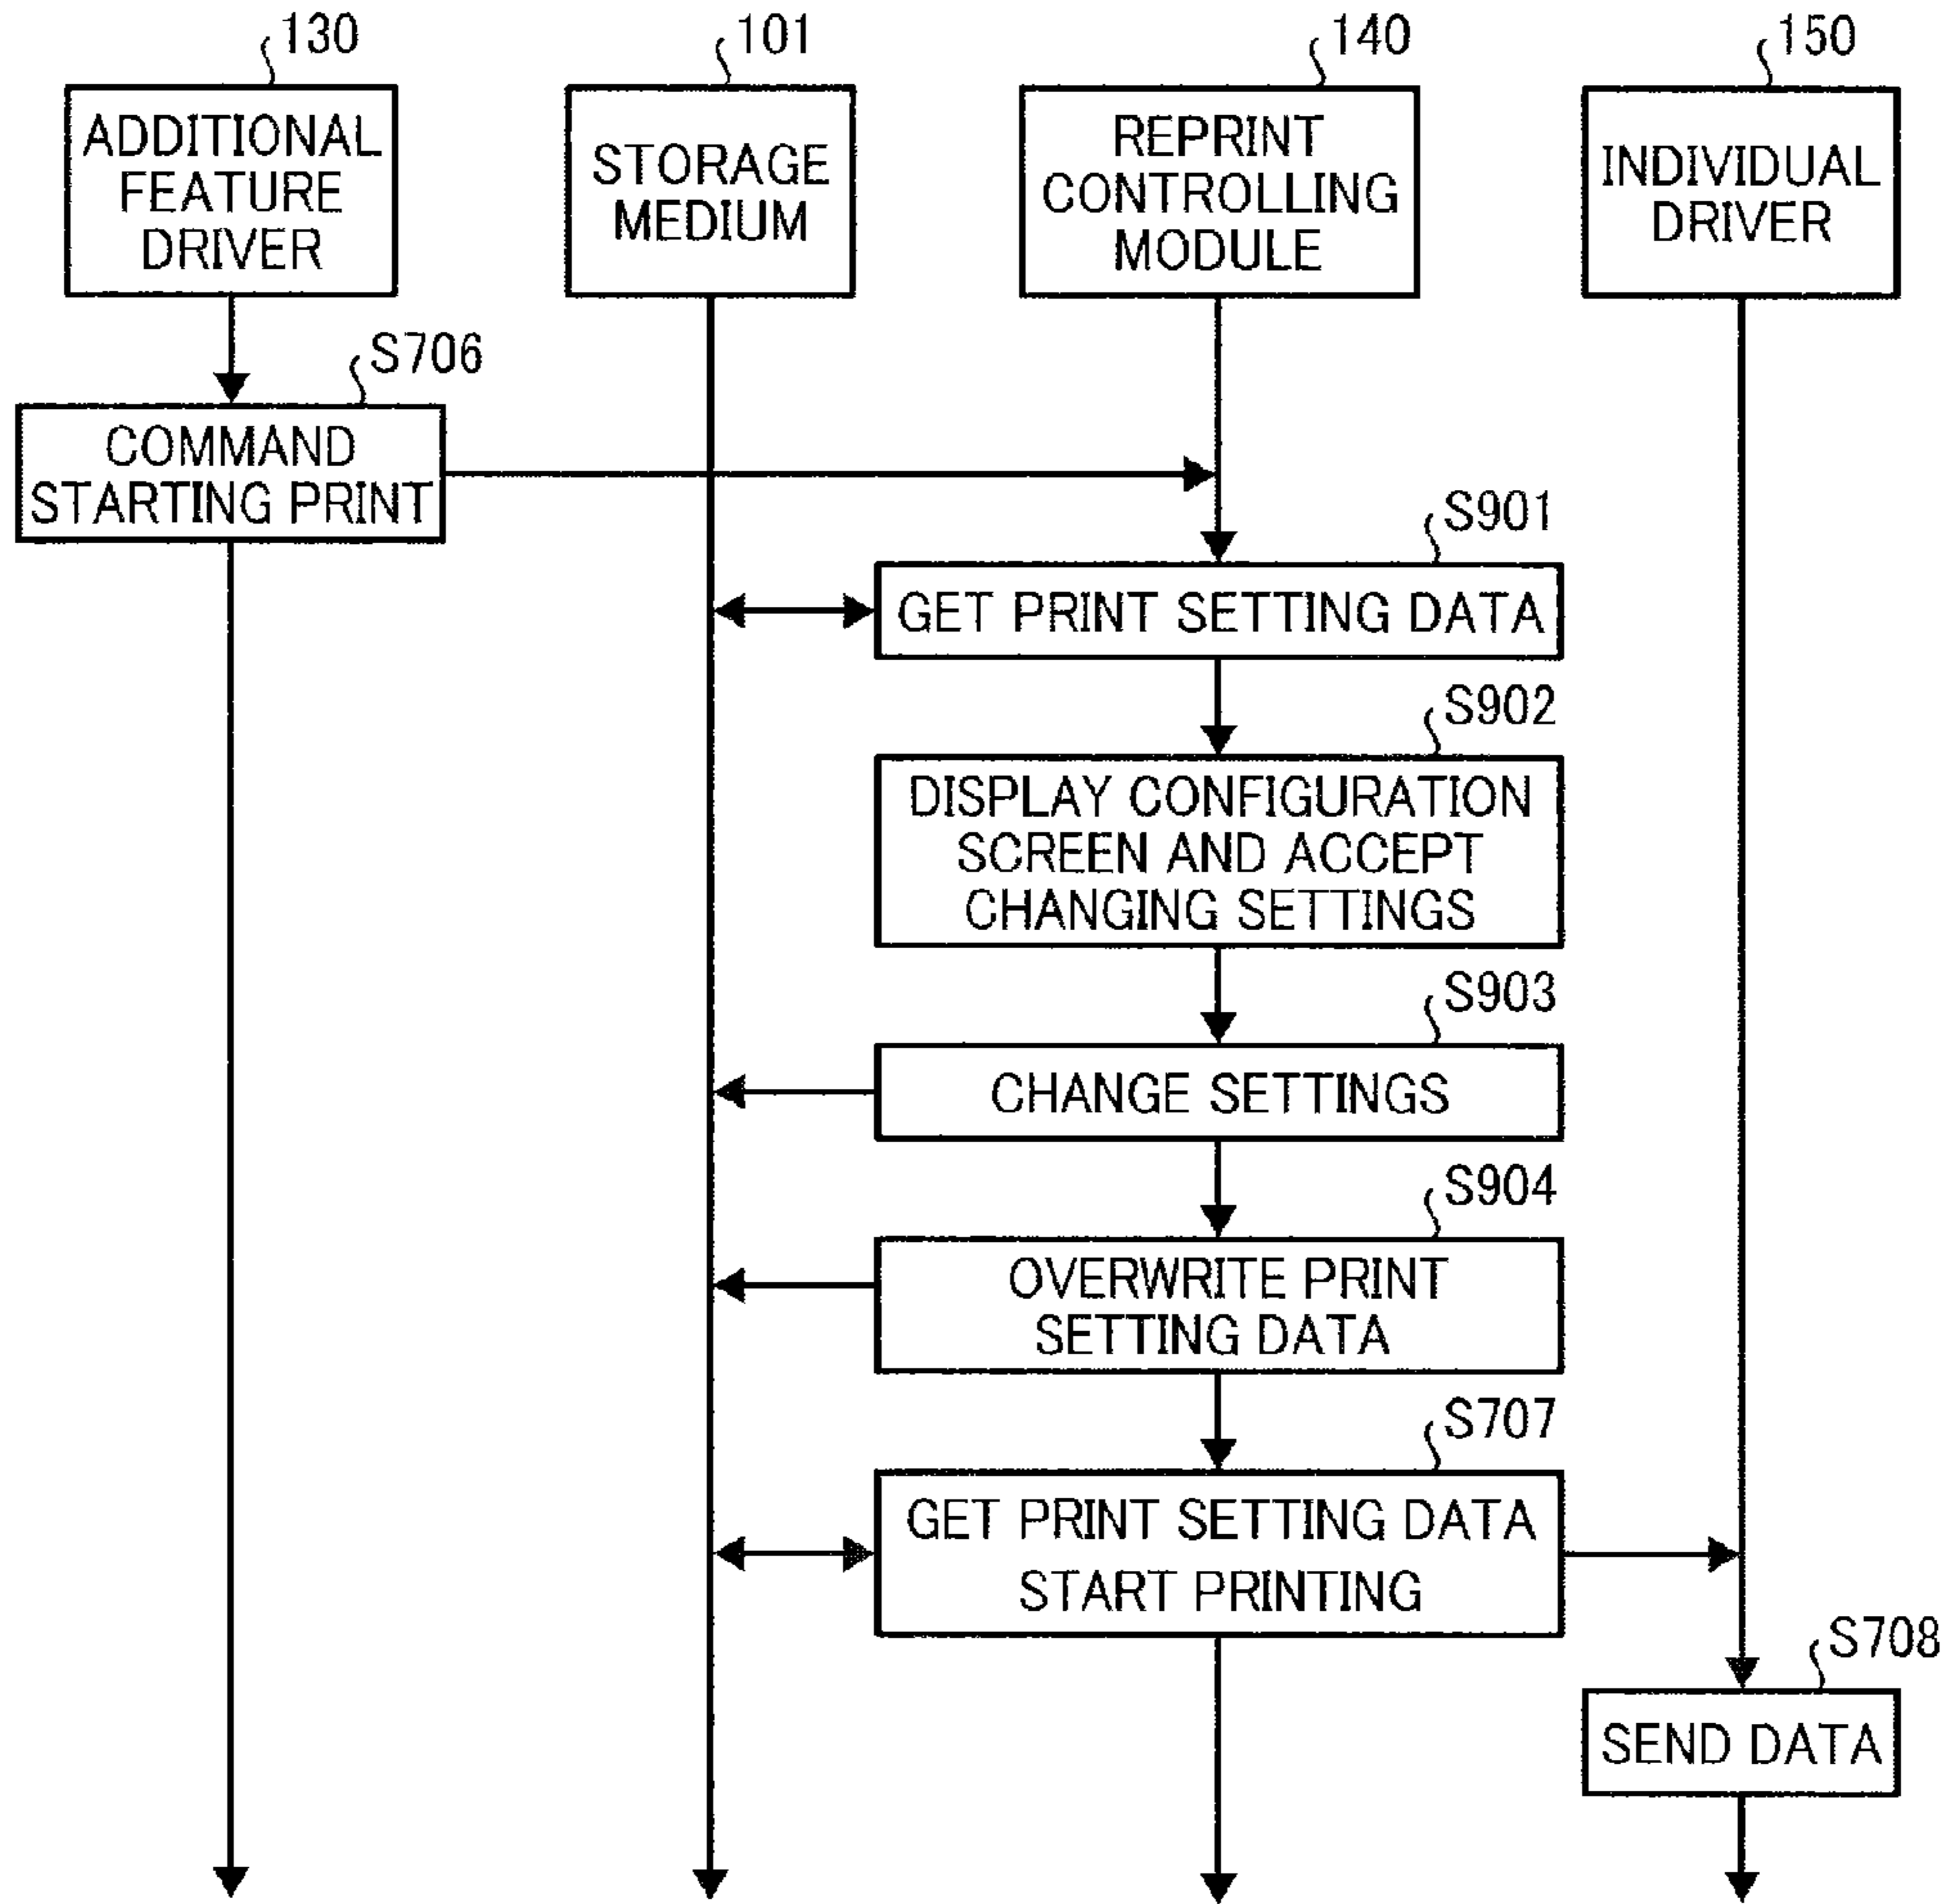 130
101
140
150
ADDITIONAL
FEATURE
DRIVER
STORAGE
MEDIUM
REPRINT
CONTROLLING
MODULE
INDIVIDUAL
DRIVER
S706
COMMAND
STARTING PRINT
S901
GET PRINT SETTING DATA
S902
DISPLAY CONFIGURATION
SCREEN AND ACCEPT
CHANGING SETTINGS
S903
CHANGE SETTINGS
S904
OVERWRITE PRINT
SETTING DATA
S707
GET PRINT SETTING DATA
START PRINTING
S708
SEND DATA